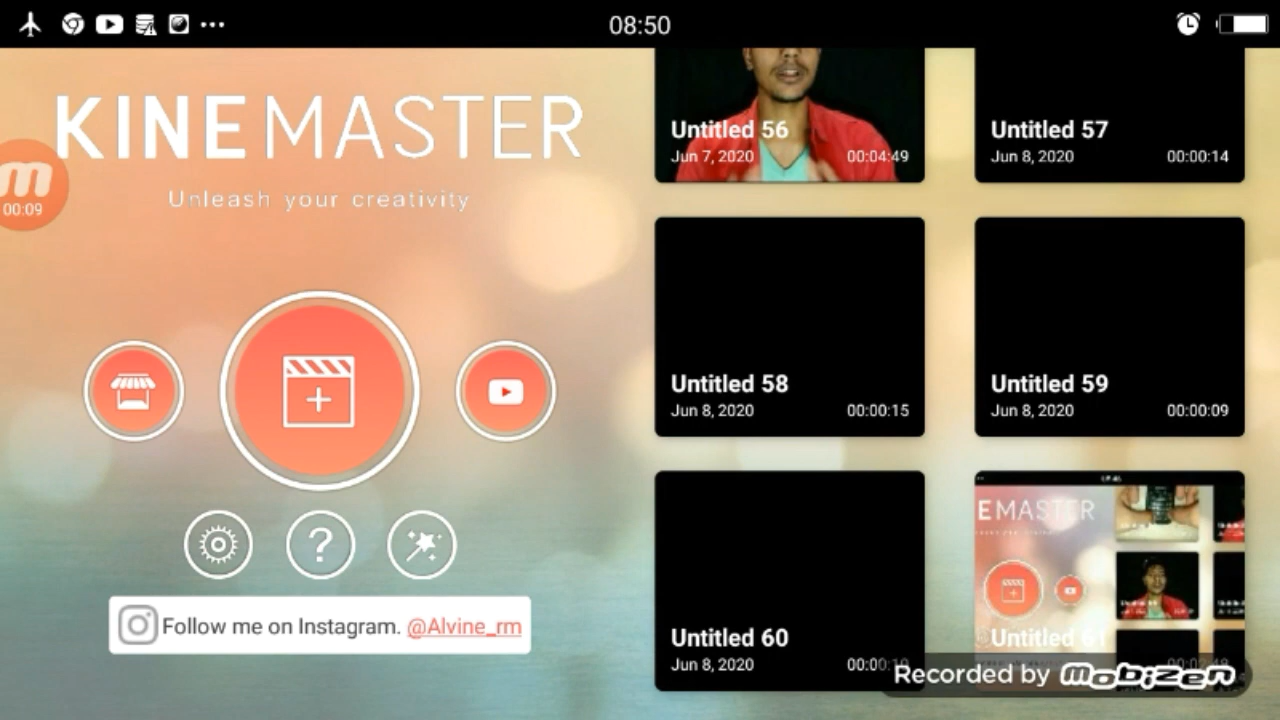 08:50
KINEMASTER
Unleash your creativity
m
00:09
Follow me on Instagram. @Alvine_rm
Untitled 56
Jun 7, 2020 00:04:49
Untitled 57
Jun 8, 2020 00:00:14
Untitled 58
Jun 8, 2020 00:00:15
Untitled 59
Jun 8, 2020 00:00:09
Untitled 60
Jun 8, 2020
EMASTER
Untitled 61
Recorded by mobizen